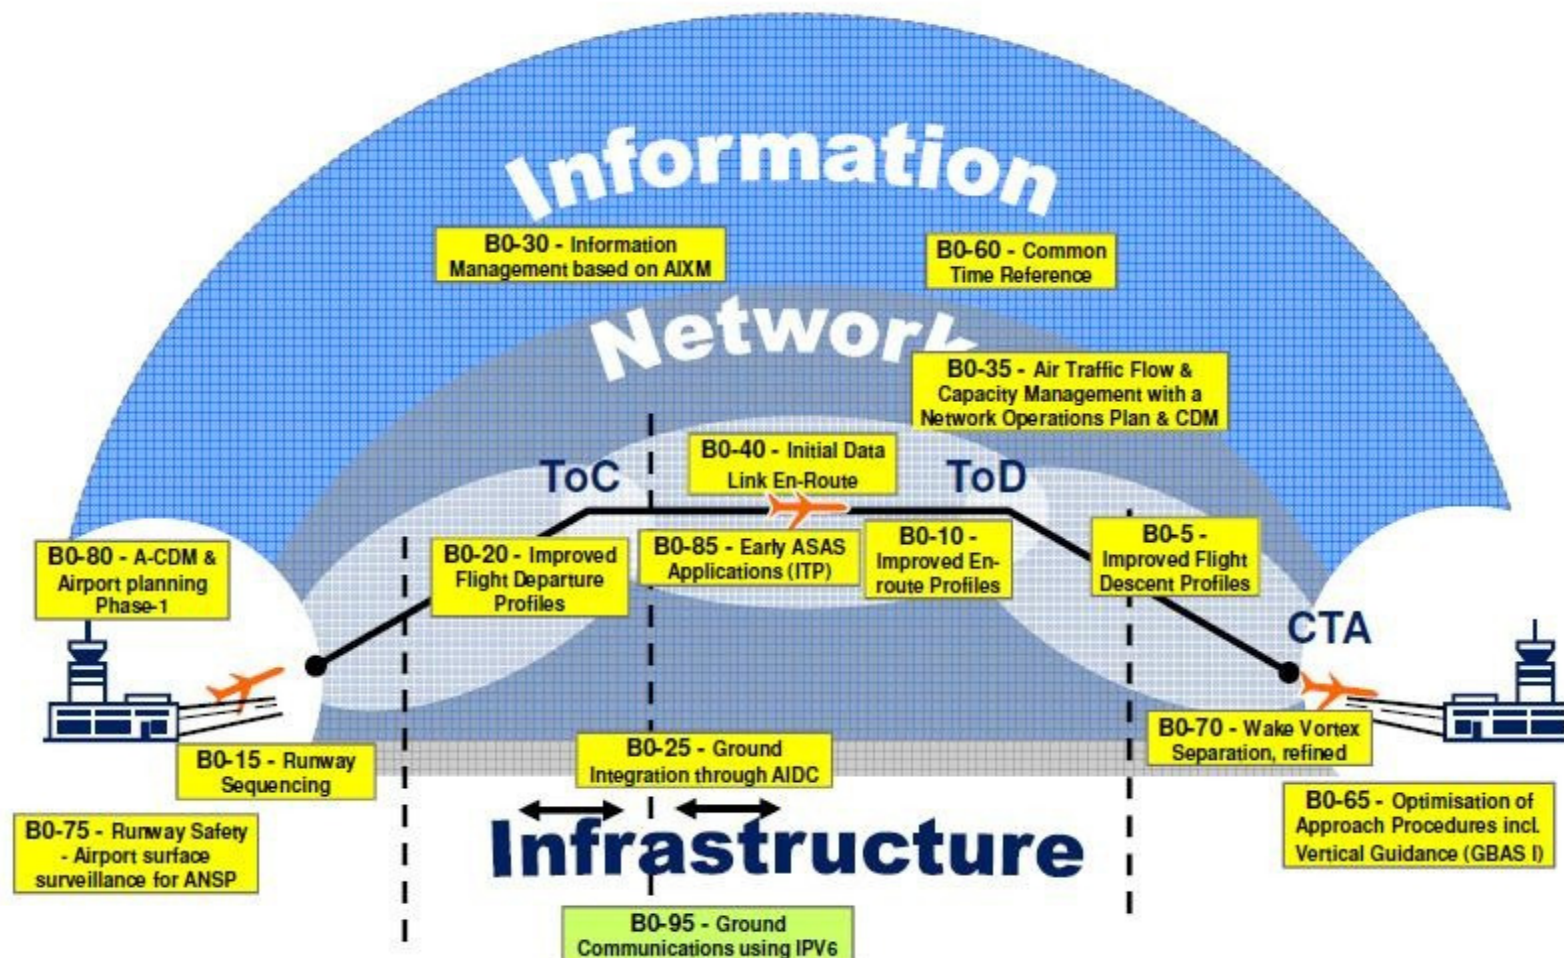 Information
B0-30 - Information
Management based on AIXM
B0-60 - Common
Time Reference
Network
B0-35 - Air Traffic Flow &
Capacity Management with a
Network Operations Plan & CDM
ToC
B0-40 - Initial Data
Link En-Route
ToD
B0-80 - A-CDM &
Airport planning
Phase-1
B0-20 - Improved
Flight Departure
Profiles
B0-85 - Early ASAS
Applications (ITP)
B0-10 -
Improved En-
route Profiles
B0-5 -
Improved Flight
Descent Profiles
CTA
B0-15 - Runway
Sequencing
B0-25 - Ground
Integration through AIDC
B0-70 - Wake Vortex
Separation, refined
B0-75 - Runway Safety
- Airport surface
surveillance for ANSP
Infrastructure
B0-65 - Optimisation of
Approach Procedures incl.
Vertical Guidance (GBAS I)
B0-95 - Ground
Communications using IPV6